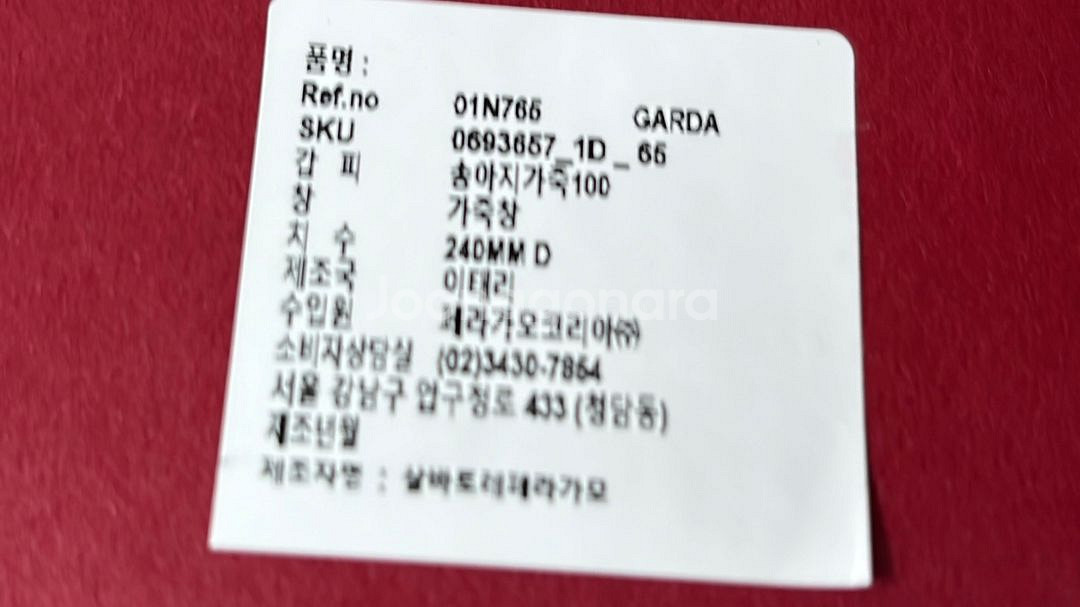 품명 :
Ref.no 01N765 GARDA
SKU 0693657_1D _ 65
갑 피 송아지가죽100
창 가죽창
치 수 240MM D
제조국 이태리
수입원 페라가모코리아㈜
소비자상담실 (02)3430-7854
서울 강남구 압구정로 433 (청담동)
제조년월
제조자명 : 살바토레페라가모